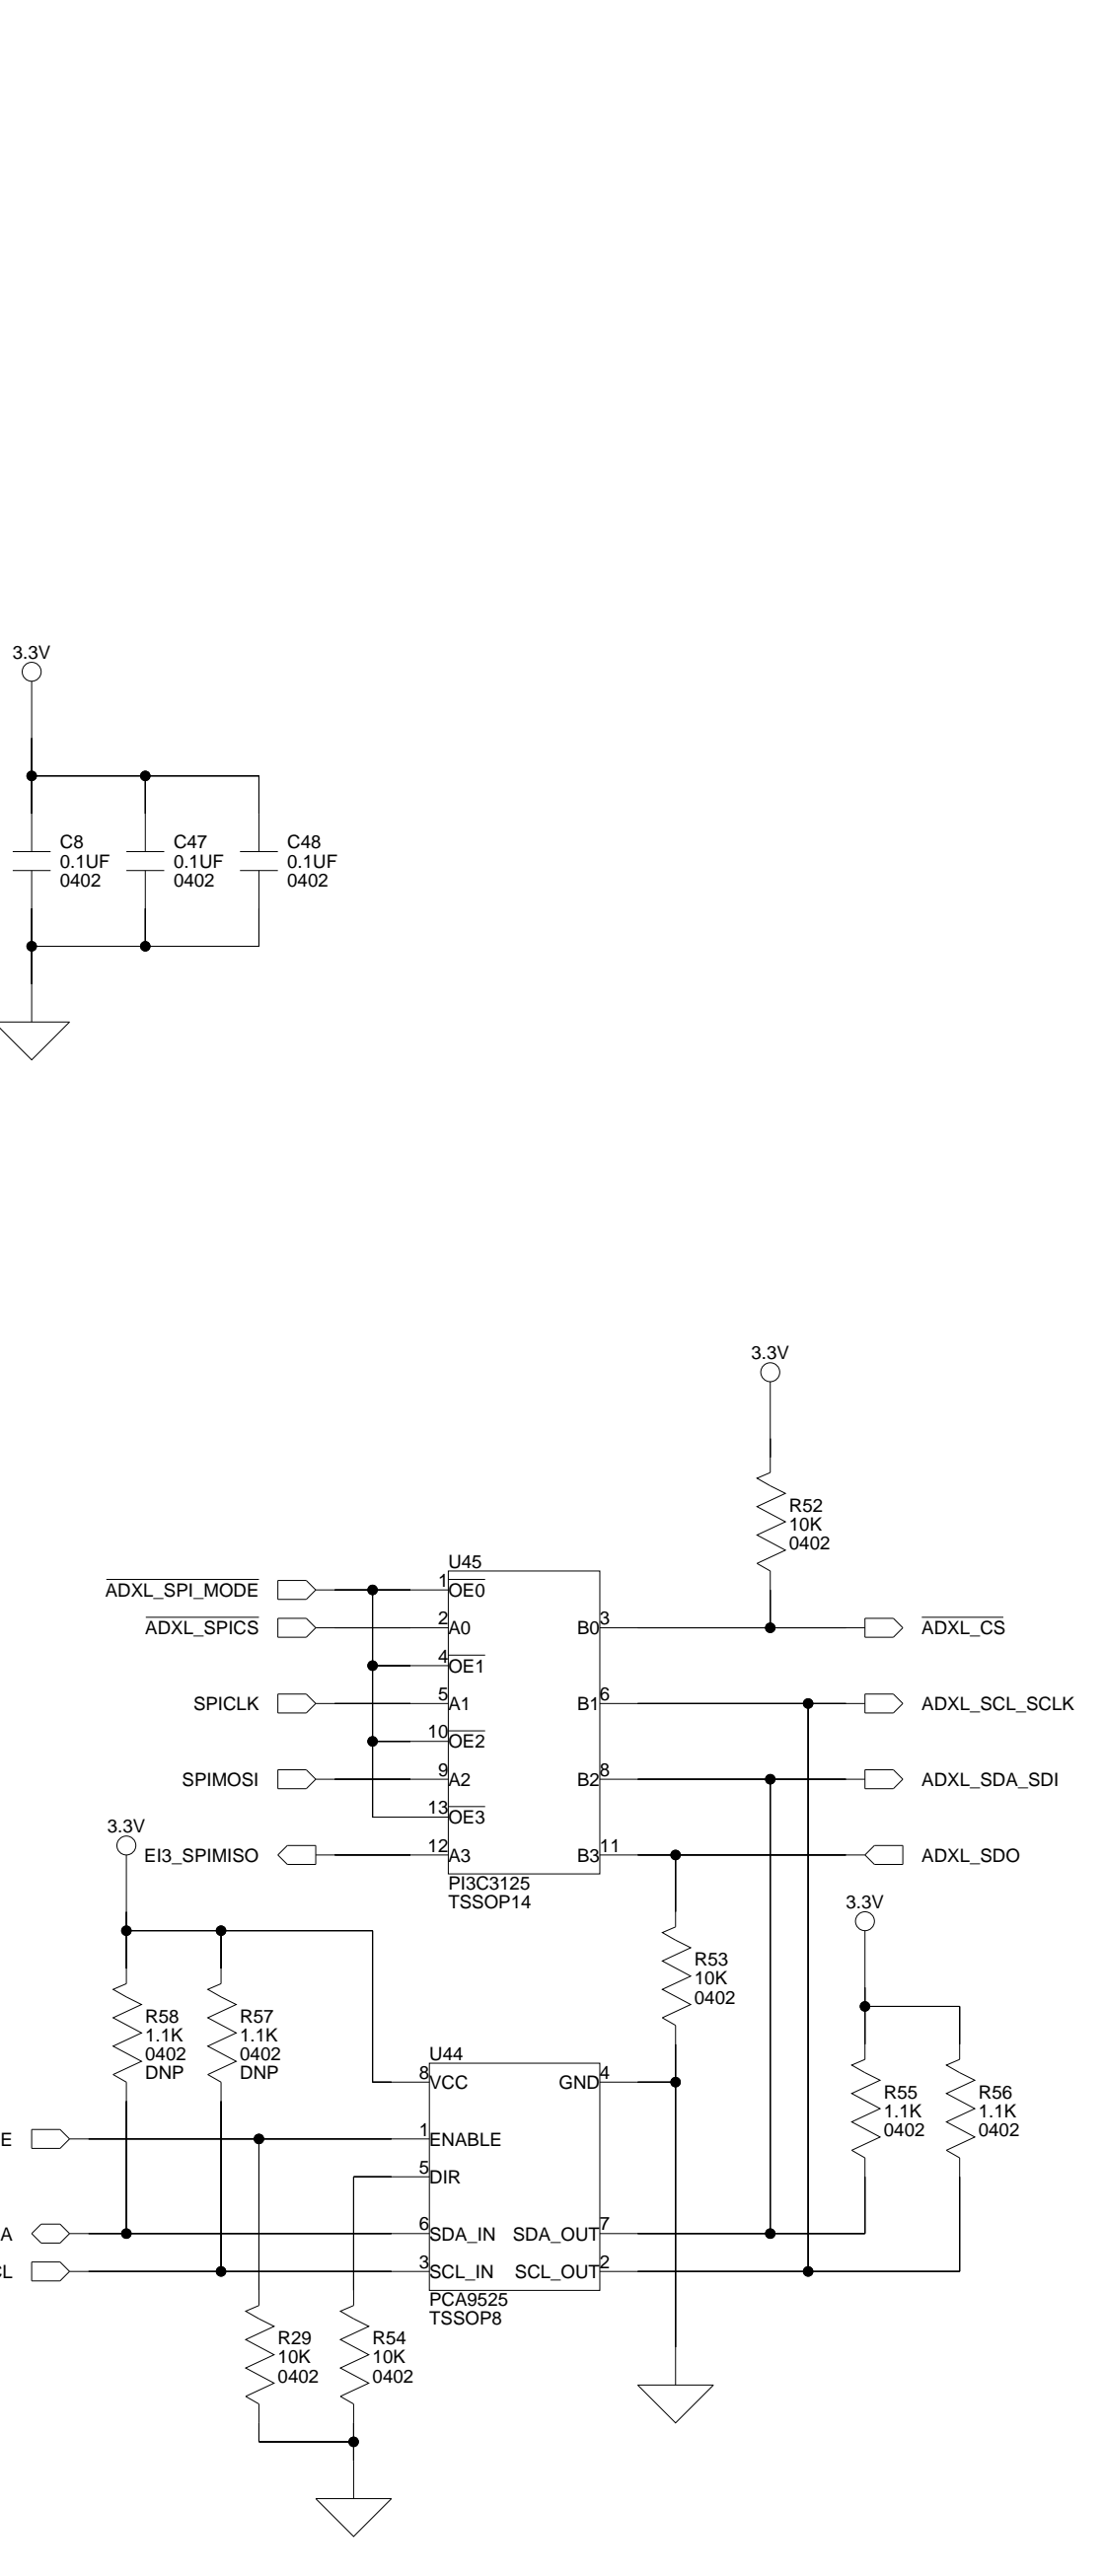 3.3V
C8
0.1UF
0402
C47
0.1UF
0402
C48
0.1UF
0402
3.3V
R52
10K
0402
U45
ADXL_SPI_MODE
1
OE0
ADXL_SPICS
2
A0
B0
3
ADXL_CS
4
OE1
SPICLK
5
A1
B1
6
ADXL_SCL_SCLK
10
OE2
SPIMOSI
9
A2
B2
8
ADXL_SDA_SDI
13
OE3
3.3V
EI3_SPIMISO
12
A3
B3
11
ADXL_SDO
PI3C3125
TSSOP14
3.3V
R53
10K
0402
R58
1.1K
0402
DNP
R57
1.1K
0402
DNP
U44
8
VCC
GND
4
R55
1.1K
0402
R56
1.1K
0402
E
1
ENABLE
5
DIR
A
6
SDA_IN
SDA_OUT
7
CL
3
SCL_IN
SCL_OUT
2
PCA9525
TSSOP8
R29
10K
0402
R54
10K
0402